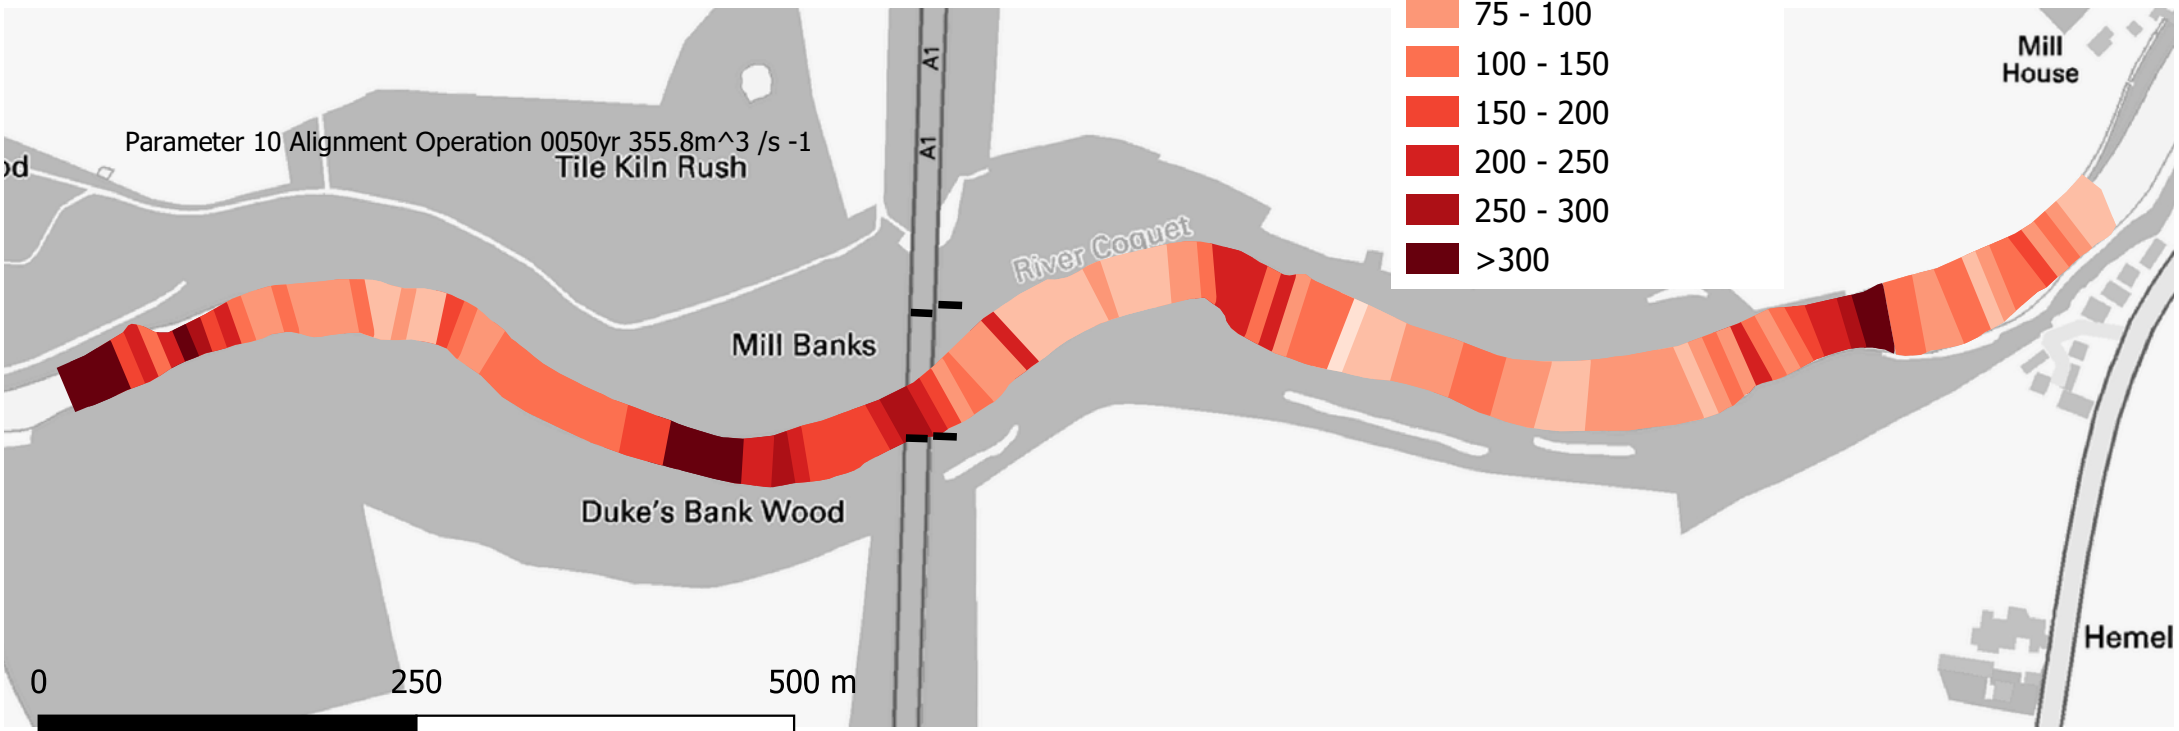 75 - 100
100 - 150
150 - 200
200 - 250
250 - 300
>300
Mill
House
A1
A1
Parameter 10 Alignment Operation 0050yr 355.8m^3 /s -1
od
Tile Kiln Rush
River Coquet
Mill Banks
Duke's Bank Wood
Hemel
0 250 500 m